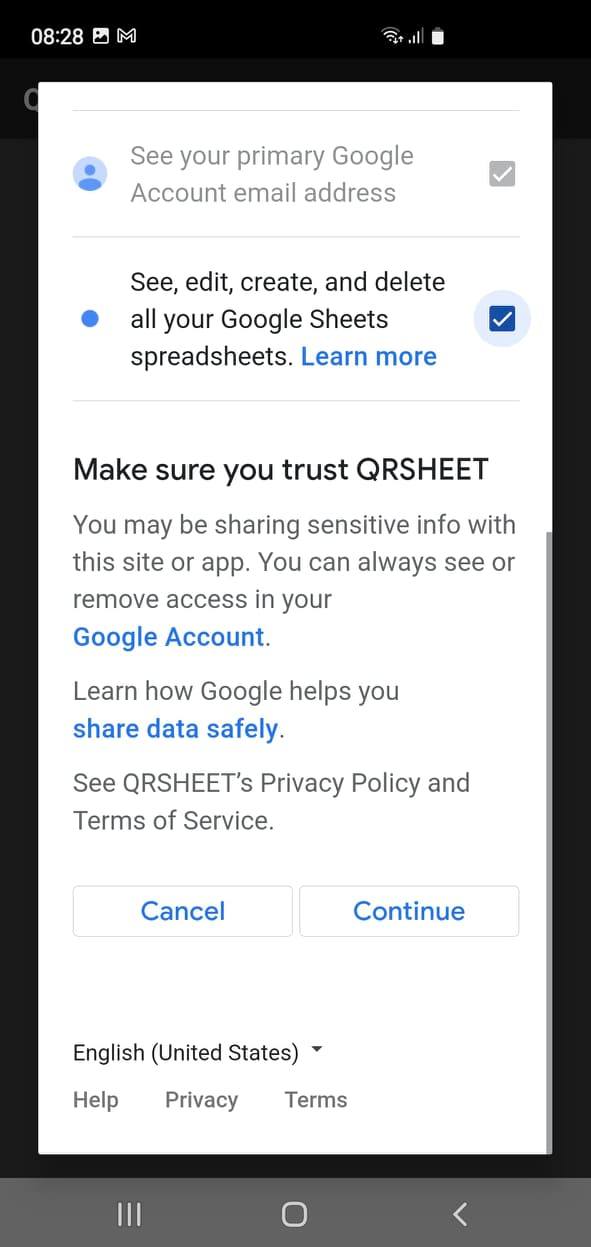 08:28
Q
See your primary Google
Account email address
See, edit, create, and delete
all your Google Sheets
spreadsheets. Learn more
Make sure you trust QRSHEET
You may be sharing sensitive info with
this site or app. You can always see or
remove access in your
Google Account.
Learn how Google helps you
share data safely.
See QRSHEET’s Privacy Policy and
Terms of Service.
Cancel Continue
English (United States)
Help Privacy Terms